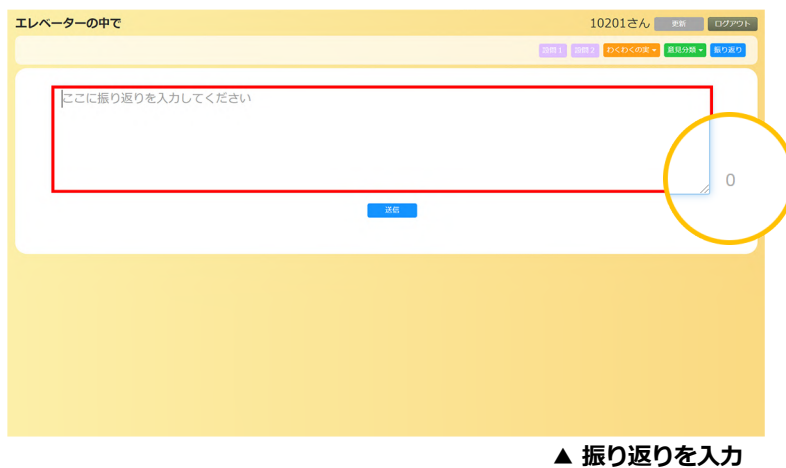 エレベーターの中で
10201さん 更新 ログアウト
設問1 設問2 わくわくの実 意見分類 振り返り
ここに振り返りを入力してください
0
送信
▲ 振り返りを入力